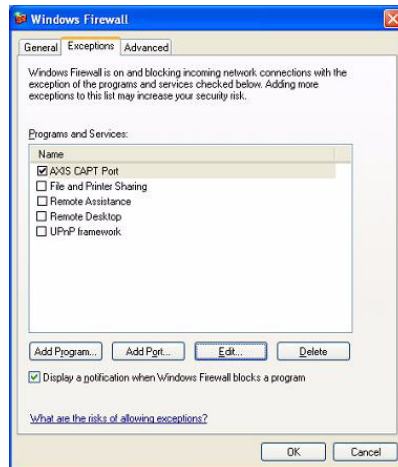 Windows Firewall
General Exceptions Advanced
Windows Firewall is on and blocking incoming network connections with the
exception of the programs and services checked below. Adding more
exceptions to this list may increase your security risk.
Programs and Services:
Name
AXIS CAPT Port
File and Printer Sharing
Remote Assistance
Remote Desktop
UPnP framework
Add Program... Add Port... Edit... Delete
Display a notification when Windows Firewall blocks a program
What are the risks of allowing exceptions?
OK Cancel